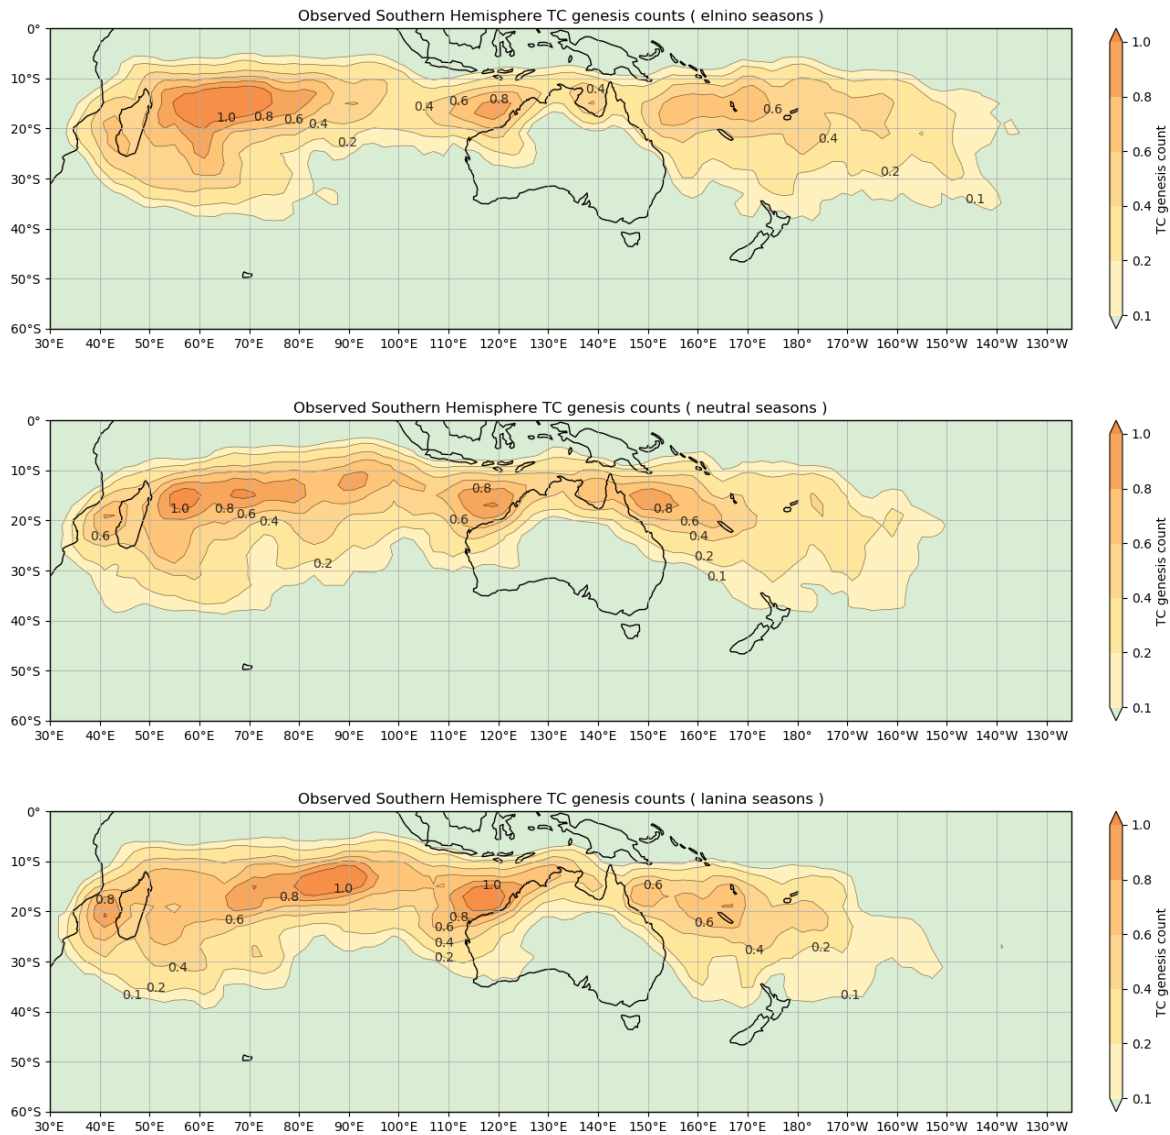 Observed Southern Hemisphere TC genesis counts ( elnino seasons )
0°
10°S
20°S
30°S
40°S
50°S
60°S
30°E 40°E 50°E 60°E 70°E 80°E 90°E 100°E 110°E 120°E 130°E 140°E 150°E 160°E 170°E 180° 170°W 160°W 150°W 140°W 130°W
1.0 0.8 0.6 0.4 0.2 0.4 0.6 0.8 0.4 0.6 0.4 0.2 0.1
1.0
0.8
0.6
0.4
0.2
0.1
TC genesis count
Observed Southern Hemisphere TC genesis counts ( neutral seasons )
0°
10°S
20°S
30°S
40°S
50°S
60°S
30°E 40°E 50°E 60°E 70°E 80°E 90°E 100°E 110°E 120°E 130°E 140°E 150°E 160°E 170°E 180° 170°W 160°W 150°W 140°W 130°W
0.6 1.0 0.8 0.6 0.4 0.2 0.6 0.8 0.8 0.6 0.4 0.2 0.1
1.0
0.8
0.6
0.4
0.2
0.1
TC genesis count
Observed Southern Hemisphere TC genesis counts ( lanina seasons )
0°
10°S
20°S
30°S
40°S
50°S
60°S
30°E 40°E 50°E 60°E 70°E 80°E 90°E 100°E 110°E 120°E 130°E 140°E 150°E 160°E 170°E 180° 170°W 160°W 150°W 140°W 130°W
0.8 0.1 0.2 0.4 0.6 0.8 1.0 1.0 0.8 0.6 0.4 0.2 0.6 0.6 0.4 0.2 0.1
1.0
0.8
0.6
0.4
0.2
0.1
TC genesis count